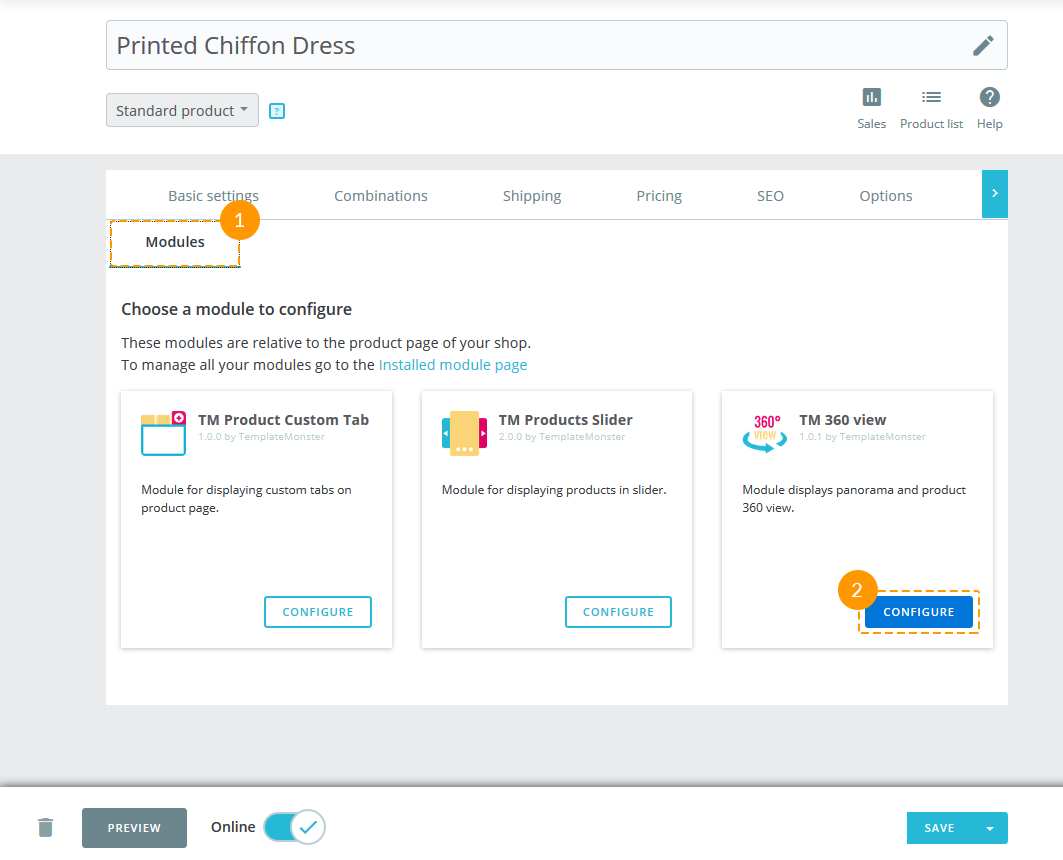 Printed Chiffon Dress
Standard product
?
Sales
Product list
? Help
Basic settings
Combinations
Shipping
Pricing
SEO
Options
1
Modules
Choose a module to configure
These modules are relative to the product page of your shop.
To manage all your modules go to the Installed module page
TM Product Custom Tab
1.0.0 by TemplateMonster
Module for displaying custom tabs on
product page.
CONFIGURE
TM Products Slider
2.0.0 by TemplateMonster
Module for displaying products in slider.
CONFIGURE
360°
VIEW
TM 360 view
1.0.1 by TemplateMonster
Module displays panorama and product
360 view.
2
CONFIGURE
PREVIEW
Online
SAVE